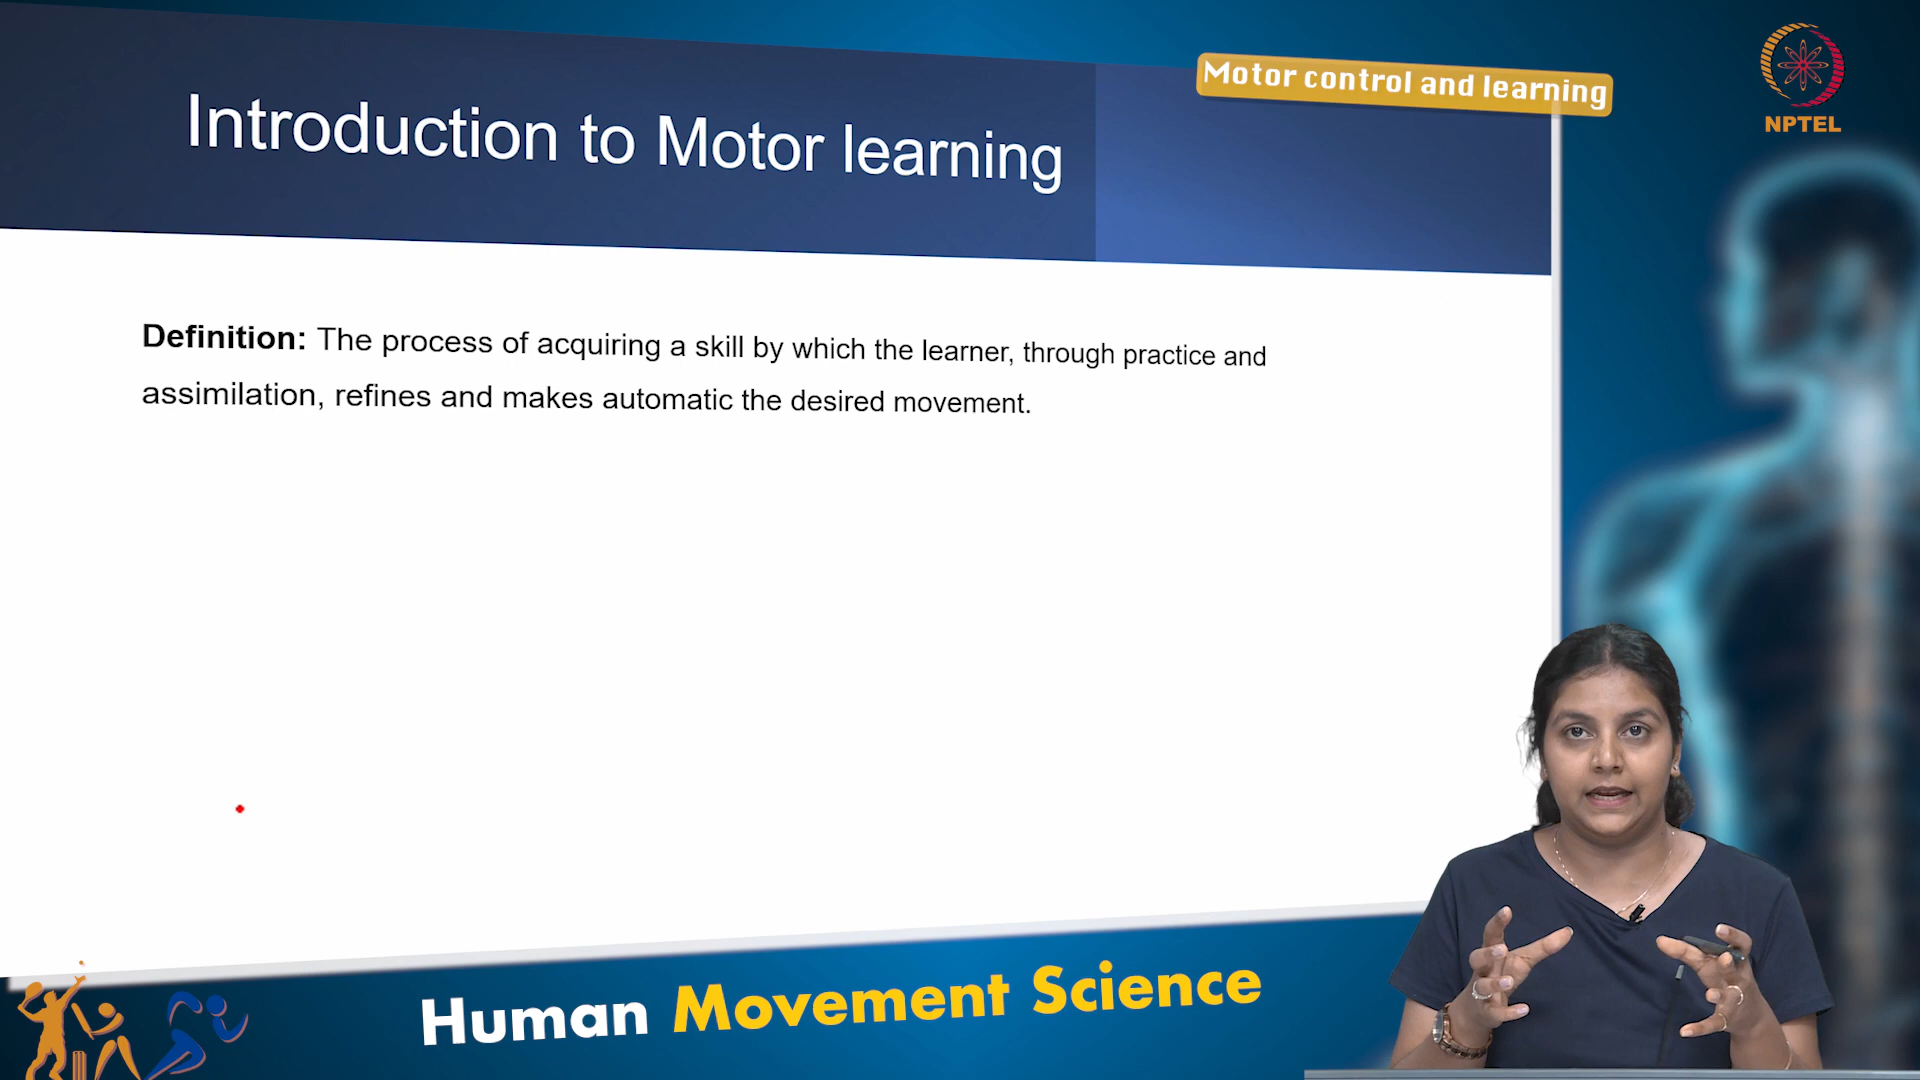 Motor control and learning
NPTEL
Introduction to Motor learning
Definition: The process of acquiring a skill by which the learner, through practice and
assimilation, refines and makes automatic the desired movement.
Human Movement Science